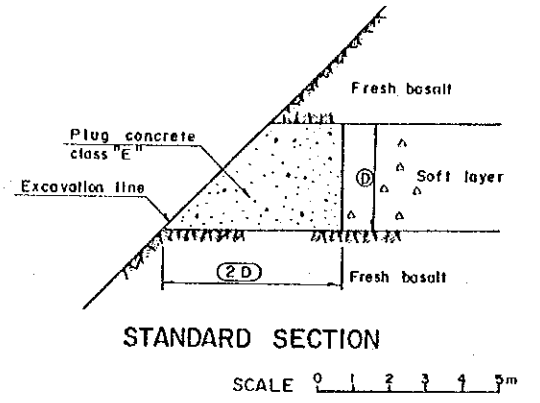 Fresh basalt
Plug concrete
class "E"
D
Soft layer
Excavation line
2 D
Fresh basalt
STANDARD SECTION
SCALE 0 1 2 3 4 5m